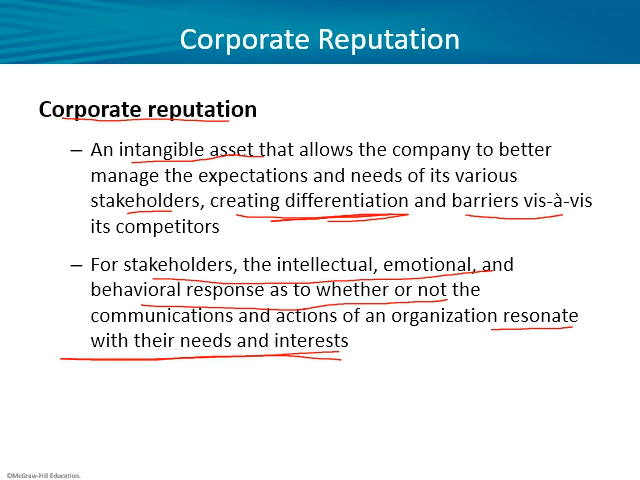 Corporate Reputation
Corporate reputation
– An intangible asset that allows the company to better
manage the expectations and needs of its various
stakeholders, creating differentiation and barriers vis-à-vis
its competitors
– For stakeholders, the intellectual, emotional, and
behavioral response as to whether or not the
communications and actions of an organization resonate
with their needs and interests
©McGraw-Hill Education.